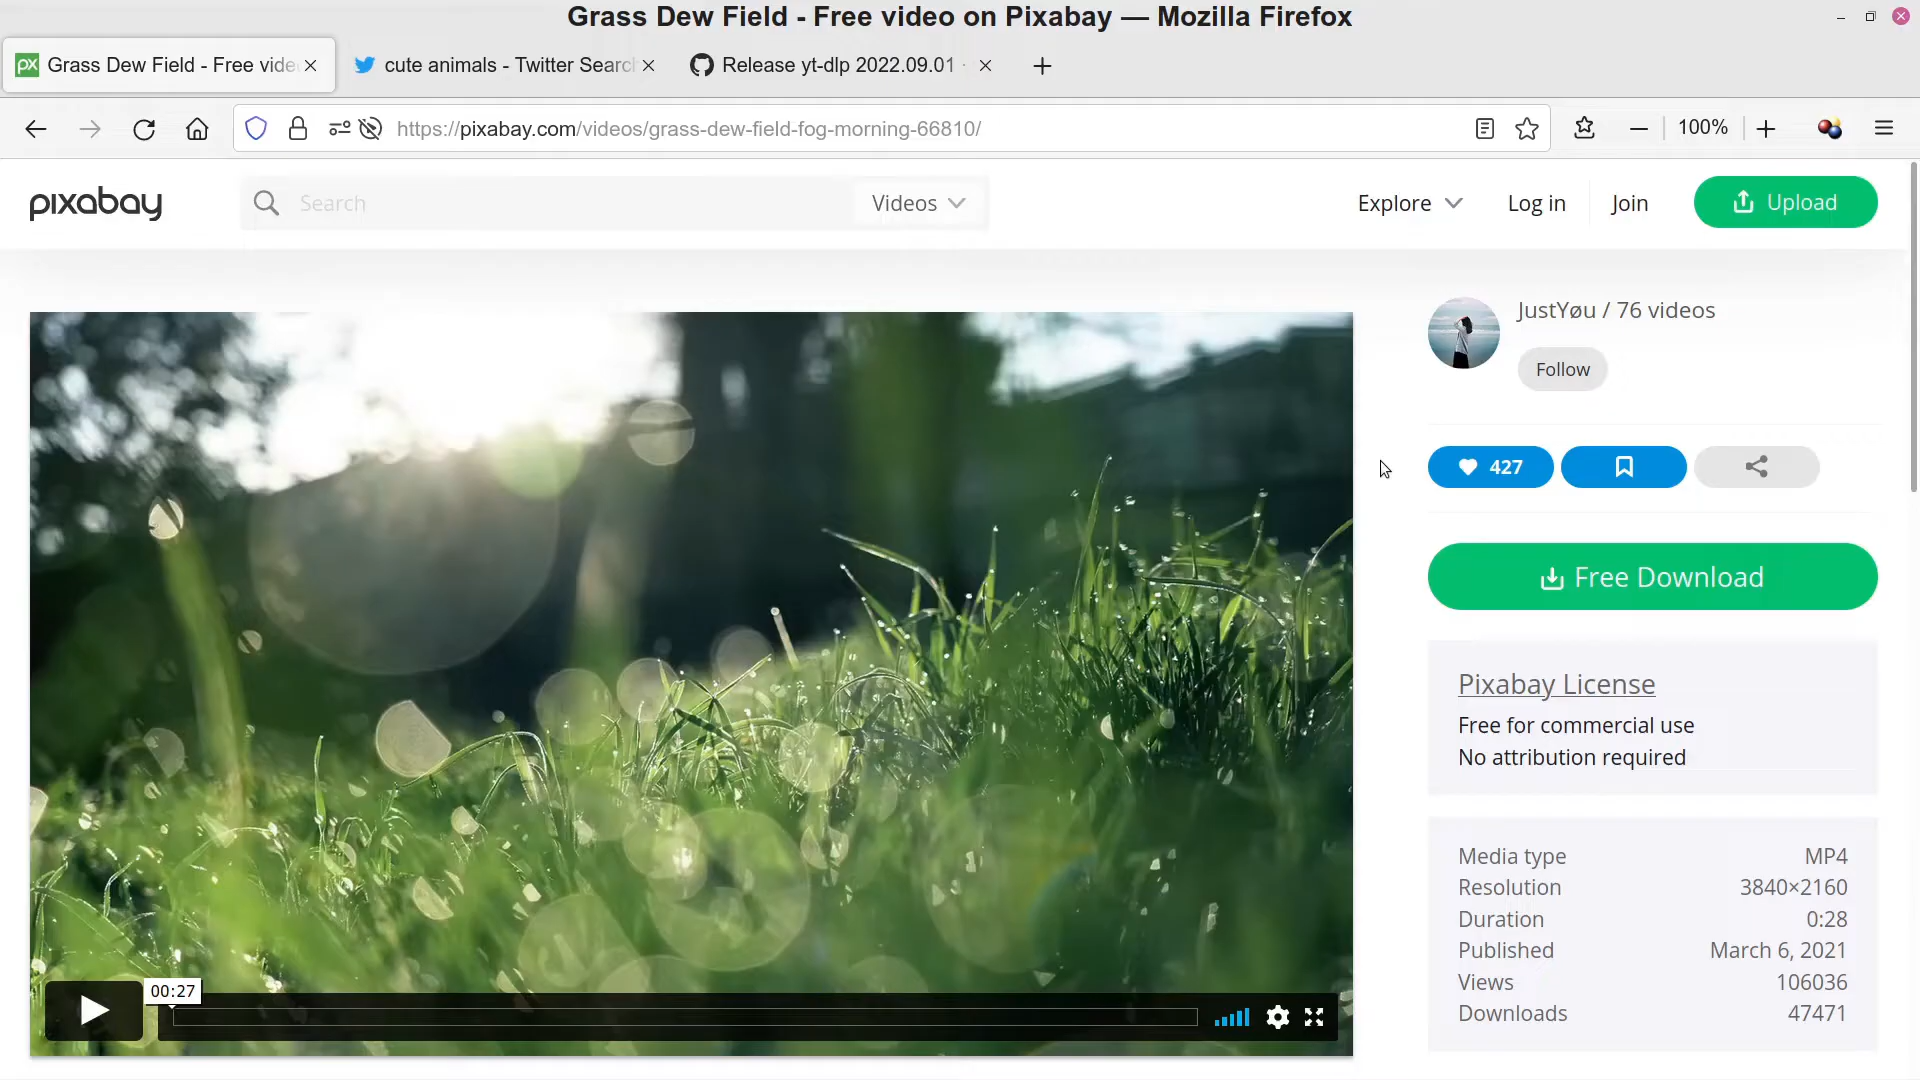 Grass Dew Field - Free video on Pixabay — Mozilla Firefox
px Grass Dew Field - Free vide
cute animals - Twitter Searc
Release yt-dlp 2022.09.01 ·
https://pixabay.com/videos/grass-dew-field-fog-morning-66810/
100%
pixabay
Search
Videos
Explore
Log in
Join
Upload
JustYøu / 76 videos
Follow
427
Free Download
Pixabay License
Free for commercial use
No attribution required
Media type MP4
Resolution 3840×2160
Duration 0:28
Published March 6, 2021
Views 106036
Downloads 47471
00:27